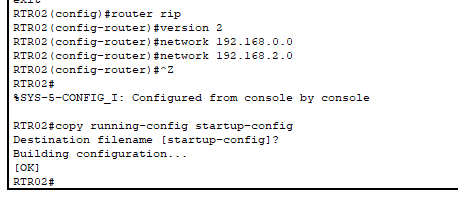 exit
RTR02(config)#router rip
RTR02(config-router)#version 2
RTR02(config-router)#network 192.168.0.0
RTR02(config-router)#network 192.168.2.0
RTR02(config-router)#^Z
RTR02#
%SYS-5-CONFIG_I: Configured from console by console

RTR02#copy running-config startup-config
Destination filename [startup-config]?
Building configuration...
[OK]
RTR02#